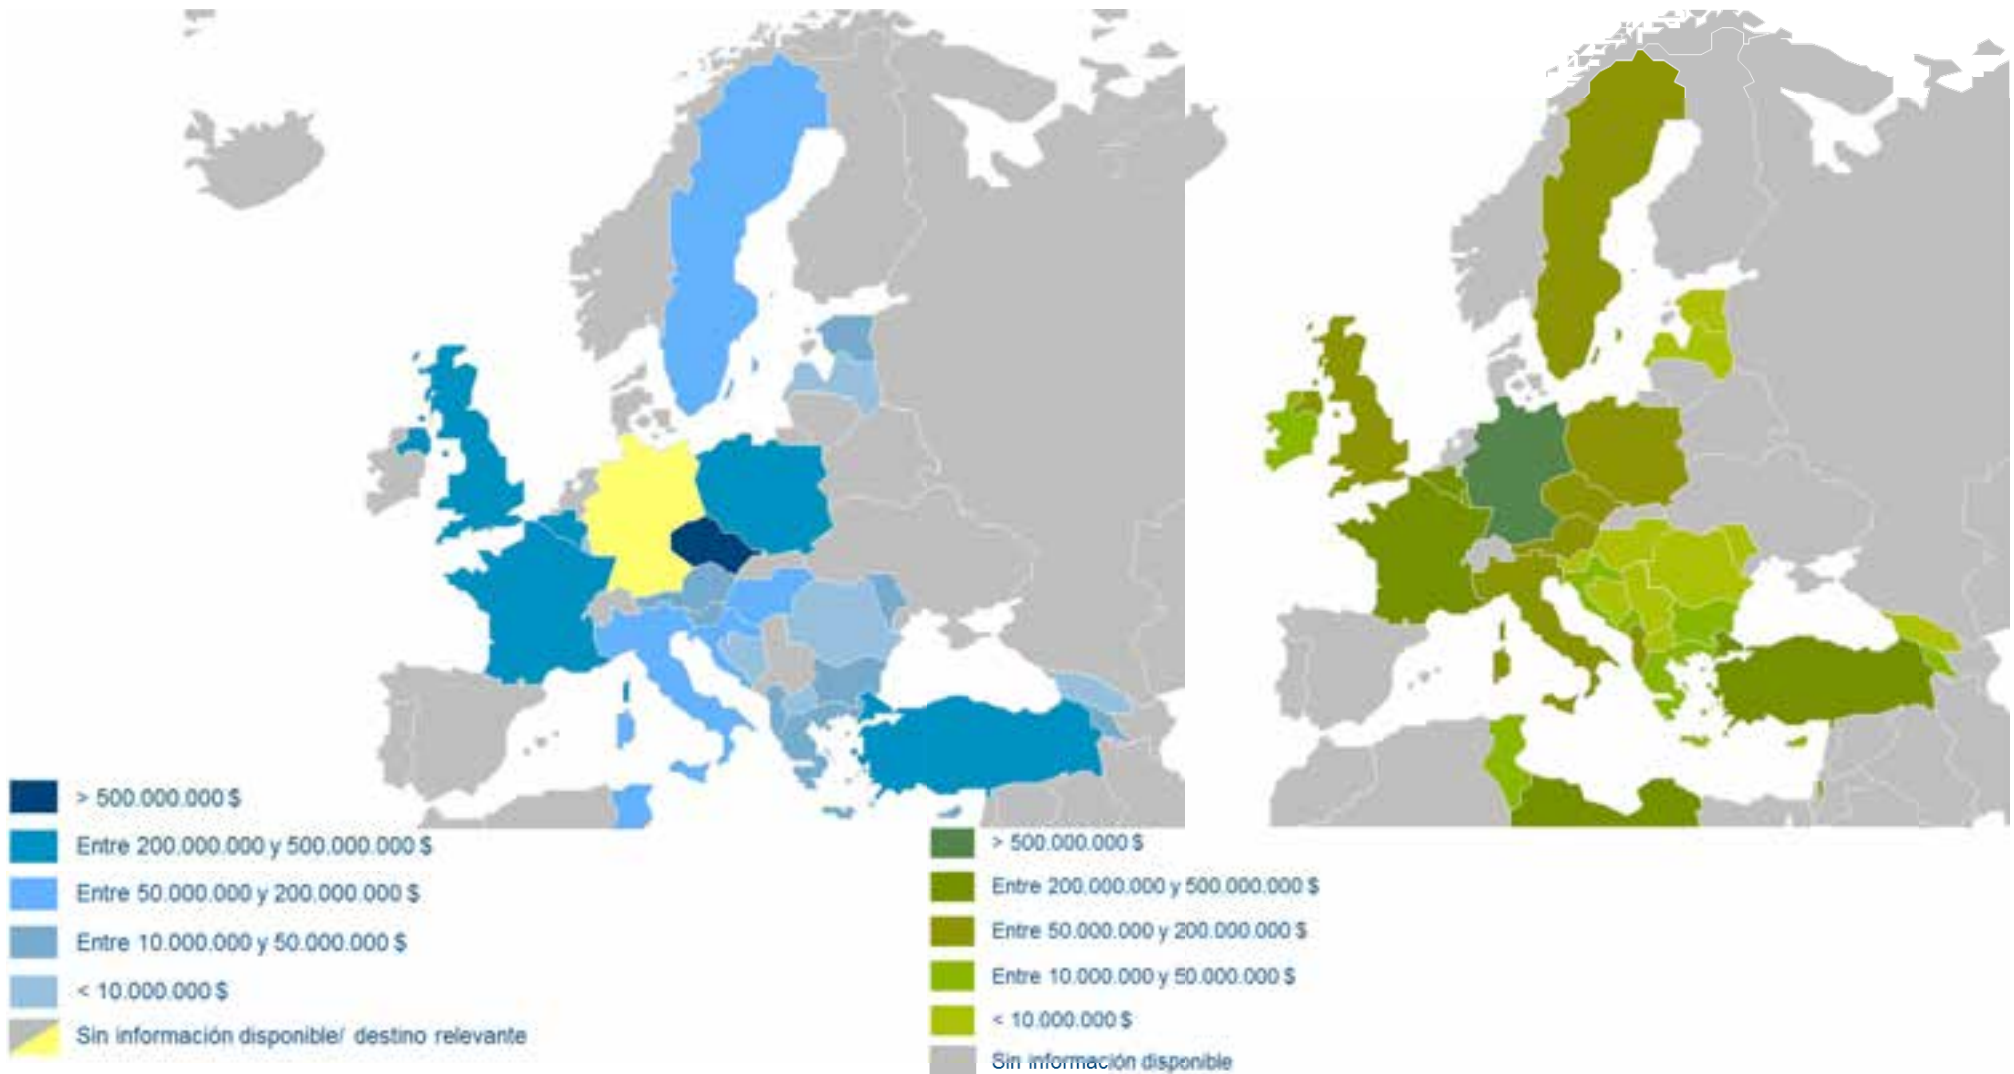 > 500.000.000 $
Entre 200.000.000 y 500.000.000 $
Entre 50.000.000 y 200.000.000 $
Entre 10.000.000 y 50.000.000 $
< 10.000.000 $
Sin información disponible/ destino relevante
> 500.000.000 $
Entre 200.000.000 y 500.000.000 $
Entre 50.000.000 y 200.000.000 $
Entre 10.000.000 y 50.000.000 $
< 10.000.000 $
Sin información disponible